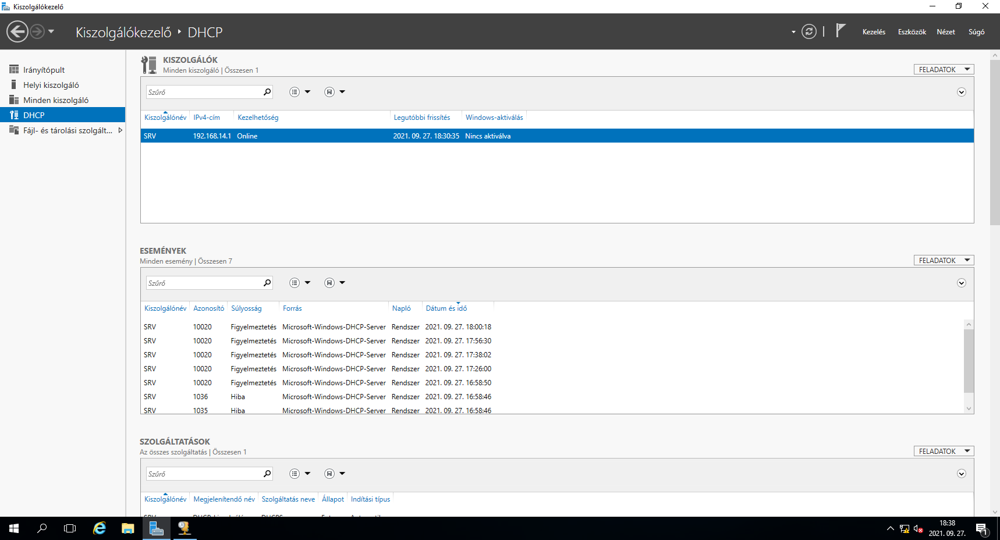 Kiszolgálókezelő
Kiszolgálókezelő ‣ DHCP
Kezelés Eszközök Nézet Súgó
Irányítópult
Helyi kiszolgáló
Minden kiszolgáló
DHCP
Fájl- és tárolási szolgált...
KISZOLGÁLÓK
Minden kiszolgáló | Összesen 1
FELADATOK
Szűrő
Kiszolgálónév IPv4-cím Kezelhetőség Legutóbbi frissítés Windows-aktiválás
SRV 192.168.14.1 Online 2021. 09. 27. 18:30:35 Nincs aktiválva
ESEMÉNYEK
Minden esemény | Összesen 7
FELADATOK
Szűrő
Kiszolgálónév Azonosító Súlyosság Forrás Napló Dátum és idő
SRV 10020 Figyelmeztetés Microsoft-Windows-DHCP-Server Rendszer 2021. 09. 27. 18:00:18
SRV 10020 Figyelmeztetés Microsoft-Windows-DHCP-Server Rendszer 2021. 09. 27. 17:56:30
SRV 10020 Figyelmeztetés Microsoft-Windows-DHCP-Server Rendszer 2021. 09. 27. 17:38:02
SRV 10020 Figyelmeztetés Microsoft-Windows-DHCP-Server Rendszer 2021. 09. 27. 17:26:00
SRV 10020 Figyelmeztetés Microsoft-Windows-DHCP-Server Rendszer 2021. 09. 27. 16:58:50
SRV 1036 Hiba Microsoft-Windows-DHCP-Server Rendszer 2021. 09. 27. 16:58:46
SRV 1035 Hiba Microsoft-Windows-DHCP-Server Rendszer 2021. 09. 27. 16:58:46
SZOLGÁLTATÁSOK
Az összes szolgáltatás | Összesen 1
FELADATOK
Szűrő
Kiszolgálónév Megjelenítendő név Szolgáltatás neve Állapot Indítási típus
18:38
2021. 09. 27.
1